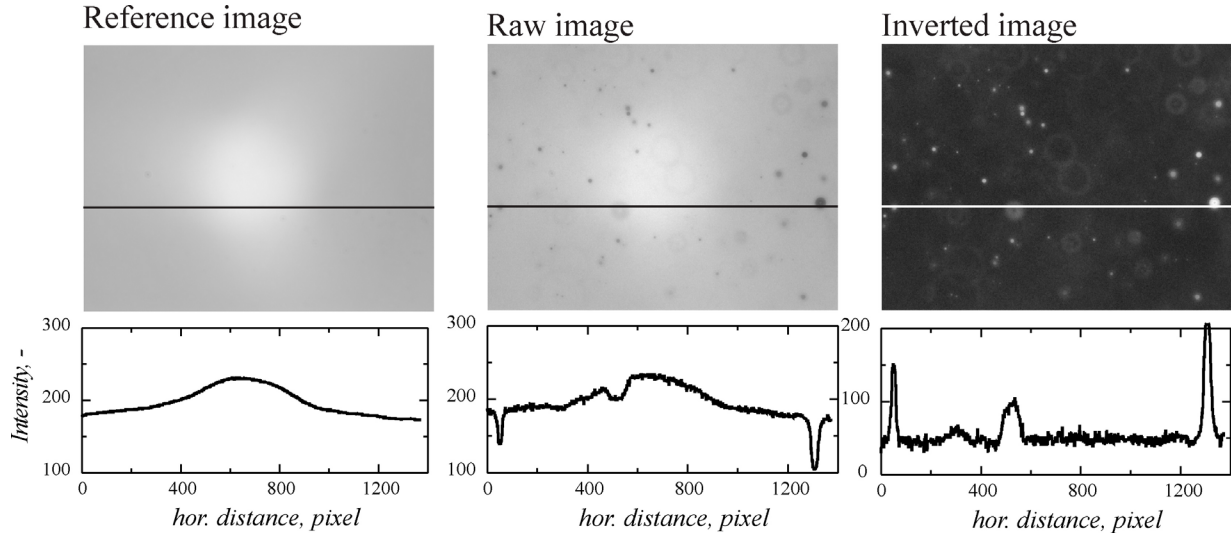 Reference image
Raw image
Inverted image
300
200
100
Intensity, -
0 400 800 1200
hor. distance, pixel
300
200
100
0 400 800 1200
hor. distance, pixel
200
100
0
0 400 800 1200
hor. distance, pixel